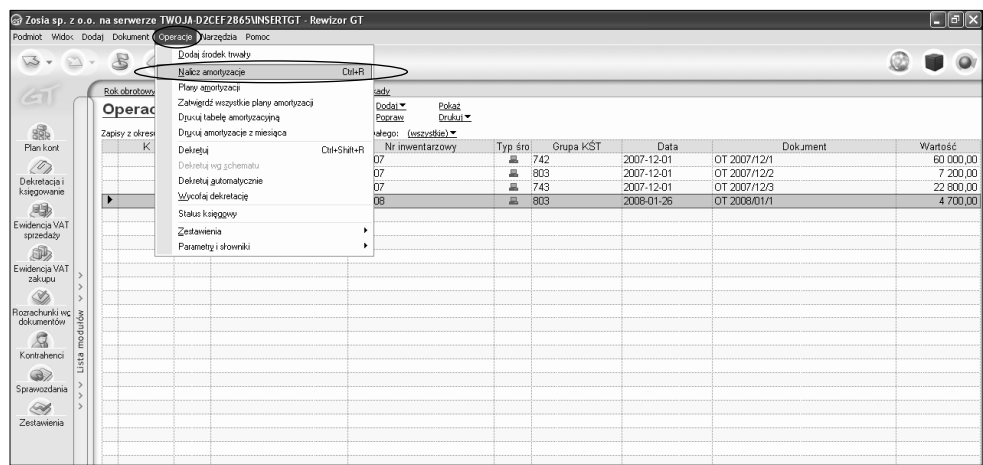 Zosia sp. z o.o. na serwerze TWOJA-D2CEF2865\INSERTGT - Rewizor GT
Podmiot Widok Dodaj Dokument Operacje Narzędzia Pomoc
GT
Dodaj środek trwały
Nalicz amortyzacje Ctrl+R
Plany amortyzacji
Zatwierdź wszystkie plany amortyzacji
Drukuj tabelę amortyzacyjną
Drukuj amortyzacje z miesiąca
Dekretuj Ctrl+Shift+R
Dekretuj wg schematu
Dekretuj automatycznie
Wycofaj dekretację
Status księgowy
Zestawienia
Parametry i słowniki
Rok obrotowy
Operac
Dodaj Pokaż
Popraw Drukuj
Zapisy z okres
wałego: (wszystkie)
K Nr inwentarzowy Typ śro Grupa KŚT Data Dokument Wartość
07 742 2007-12-01 OT 2007/12/1 60 000,00
07 803 2007-12-01 OT 2007/12/2 7 200,00
07 743 2007-12-01 OT 2007/12/3 22 800,00
08 803 2008-01-26 OT 2008/01/1 4 700,00
Plan kont
Dekretacja i
księgowanie
Ewidencja VAT
sprzedaży
Ewidencja VAT
zakupu
Rozrachunki wg
dokumentów
Kontrahenci
Sprawozdania
Zestawienia
Lista modułów